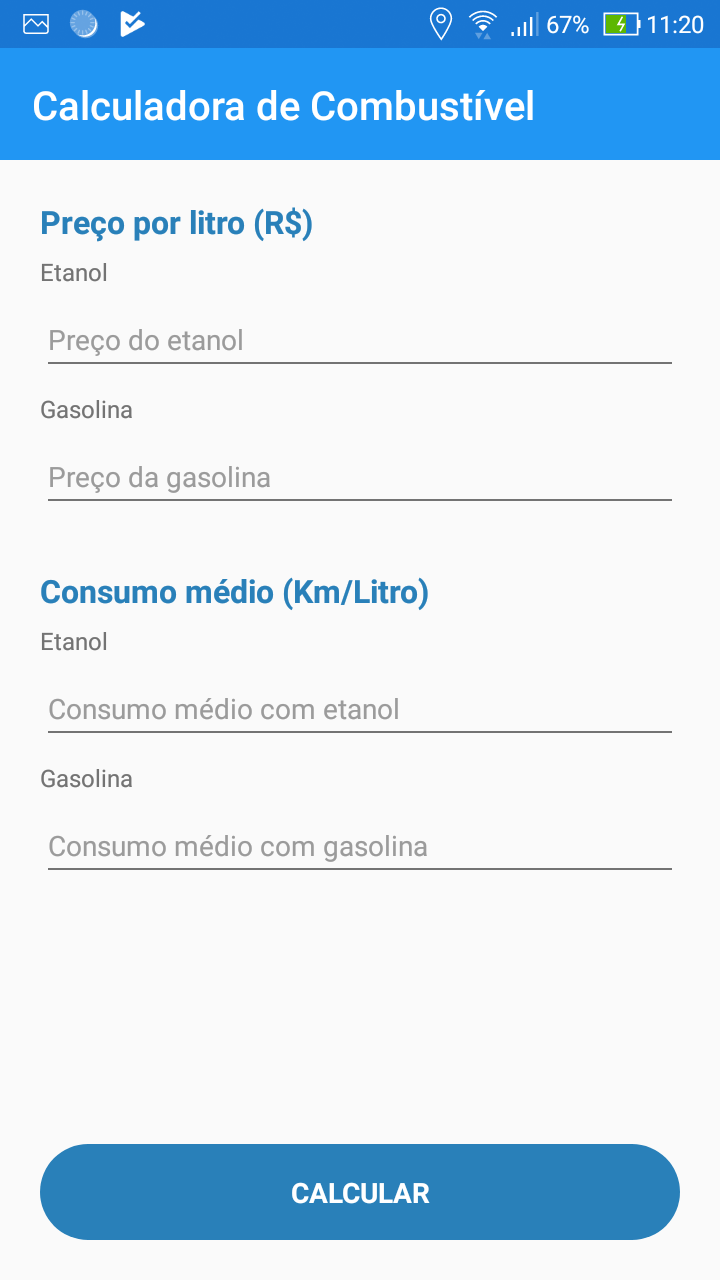 67% 11:20
Calculadora de Combustível
Preço por litro (R$)
Etanol
Preço do etanol
Gasolina
Preço da gasolina
Consumo médio (Km/Litro)
Etanol
Consumo médio com etanol
Gasolina
Consumo médio com gasolina
CALCULAR